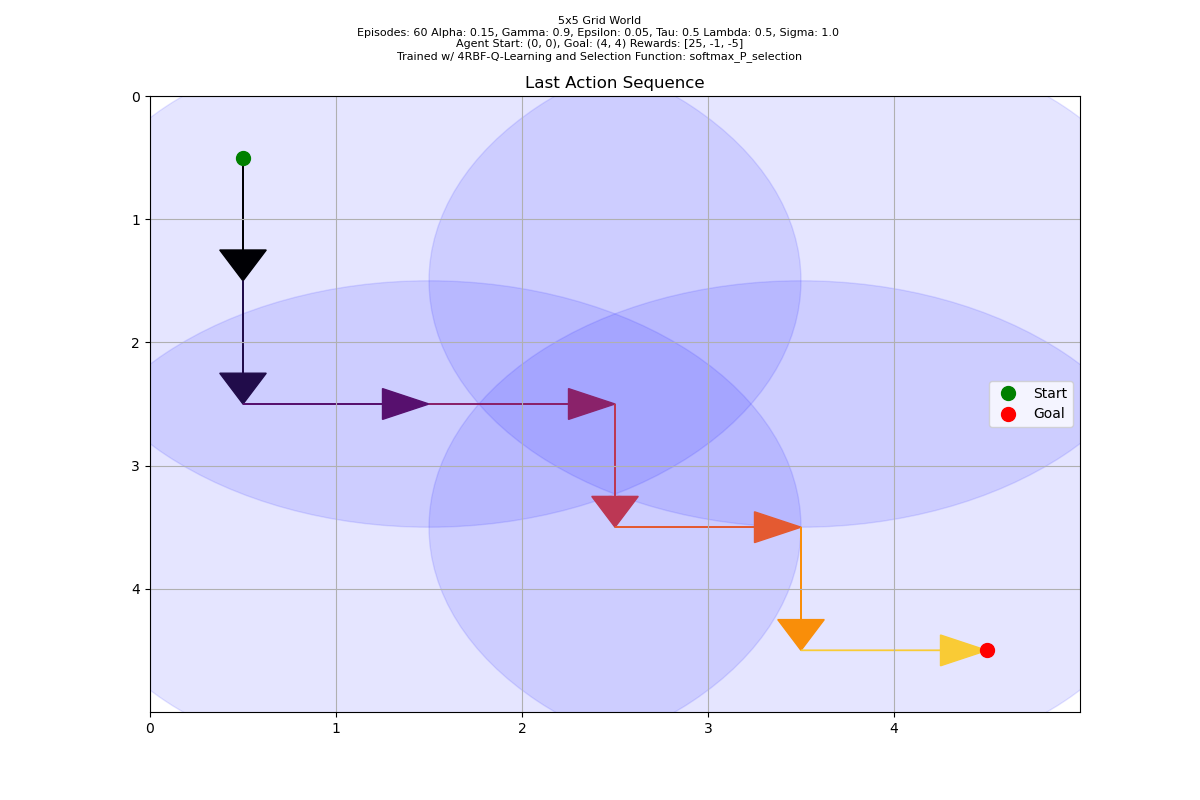 5x5 Grid World
Episodes: 60 Alpha: 0.15, Gamma: 0.9, Epsilon: 0.05, Tau: 0.5 Lambda: 0.5, Sigma: 1.0
Agent Start: (0, 0), Goal: (4, 4) Rewards: [25, -1, -5]
Trained w/ 4RBF-Q-Learning and Selection Function: softmax_P_selection
Last Action Sequence
0
1
2
3
4
Start
Goal
0
1
2
3
4